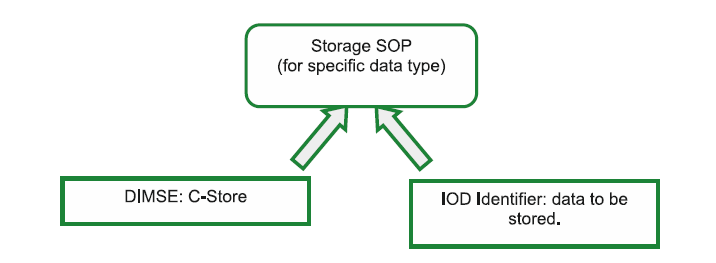 Storage SOP
(for specific data type)
DIMSE: C-Store
IOD Identifier: data to be
stored.